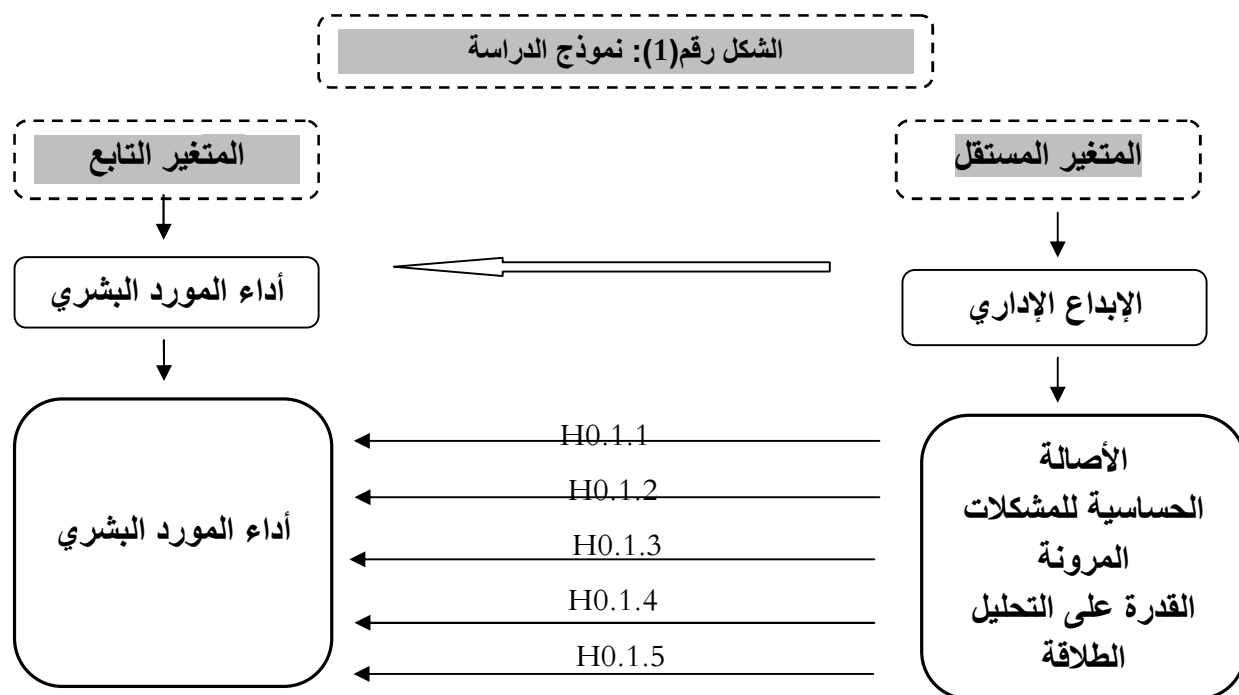 الشكل رقم(1): نموذج الدراسة
المتغير المستقل
المتغير التابع
الإبداع الإداري
أداء المورد البشري
الأصالة
الحساسية للمشكلات
المرونة
القدرة على التحليل
الطلاقة
H0.1.1
H0.1.2
H0.1.3
H0.1.4
H0.1.5
أداء المورد البشري